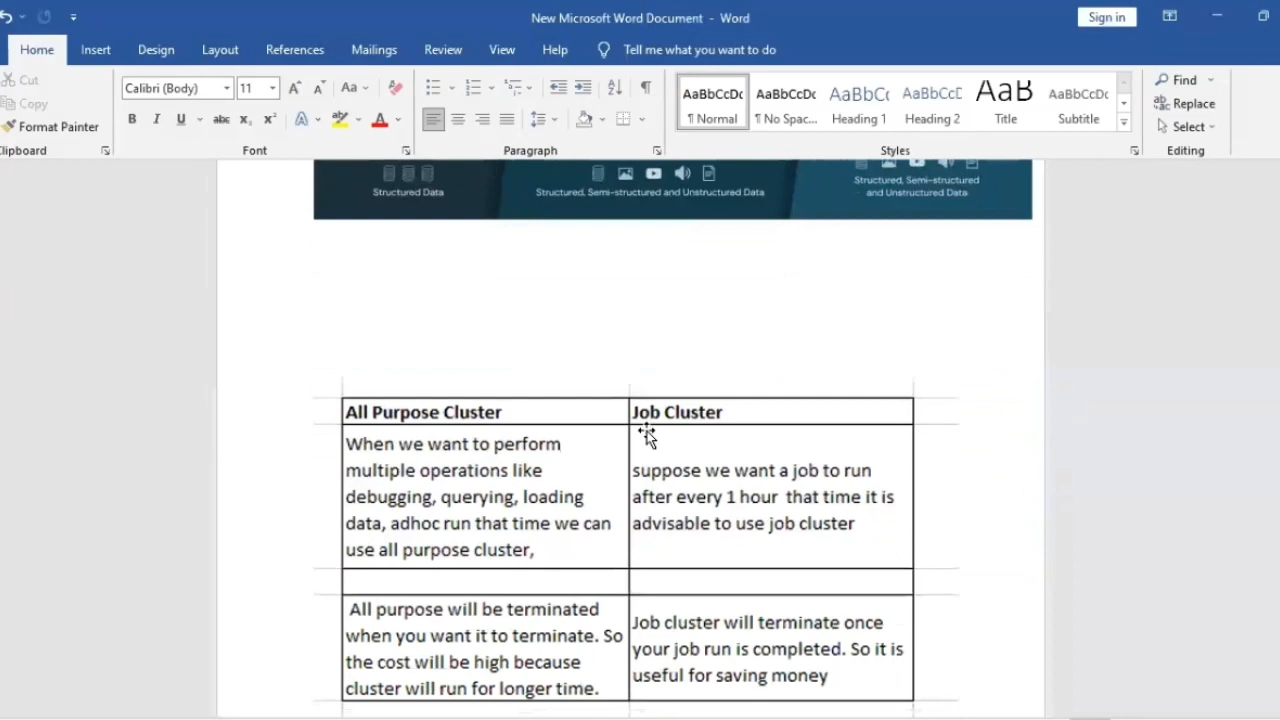 New Microsoft Word Document - Word
Sign in
Home Insert Design Layout References Mailings Review View Help Tell me what you want to do
Cut
Copy
Format Painter
Clipboard
Calibri (Body) 11
Aa
B I U abc x₂ x² A ab A
Font
Paragraph
AaBbCcDc AaBbCcDc AaBbCc AaBbCcD AaB AaBbCcD
¶ Normal ¶ No Spac... Heading 1 Heading 2 Title Subtitle
Styles
Find
Replace
Select
Editing
Structured Data
Structured, Semi-structured and Unstructured Data
Structured, Semi-structured
and Unstructured Data
All Purpose Cluster
Job Cluster
When we want to perform
multiple operations like
debugging, querying, loading
data, adhoc run that time we can
use all purpose cluster,
suppose we want a job to run
after every 1 hour that time it is
advisable to use job cluster
All purpose will be terminated
when you want it to terminate. So
the cost will be high because
cluster will run for longer time.
Job cluster will terminate once
your job run is completed. So it is
useful for saving money